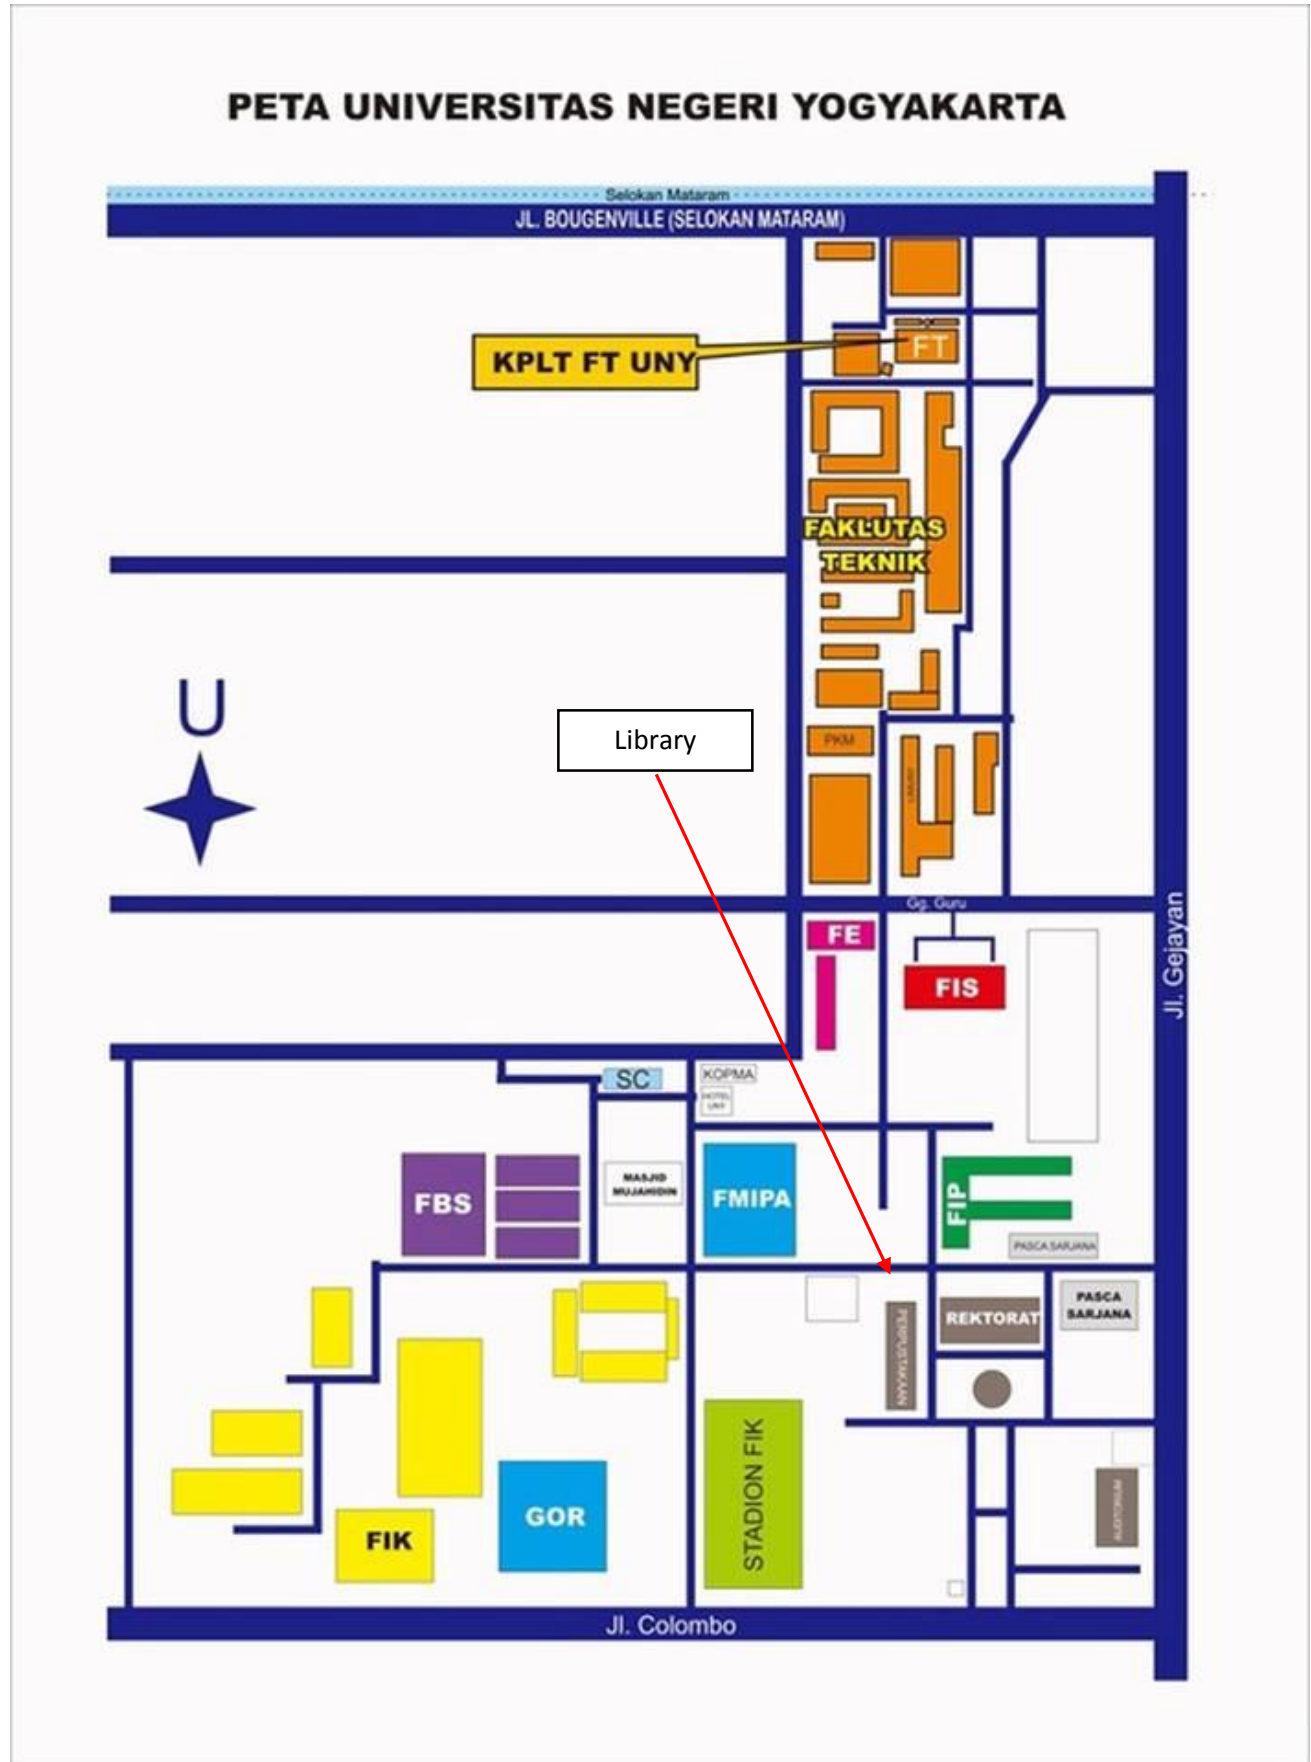 PETA UNIVERSITAS NEGERI YOGYAKARTA
Selokan Mataram
JL. BOUGENVILLE (SELOKAN MATARAM)
KPLT FT UNY
FT
FAKLUTAS
TEKNIK
U
Library
PKM
Gg. Guru
Jl. Gejayan
FE
FIS
SC
KOPMA
HOTEL
UNY
MASJID
MUJAHIDIN
FBS
FMIPA
FIP
PASCA SARJANA
PASCA
SARJANA
REKTORAT
PERPUSTAKAAN
STADION FIK
GOR
FIK
Jl. Colombo